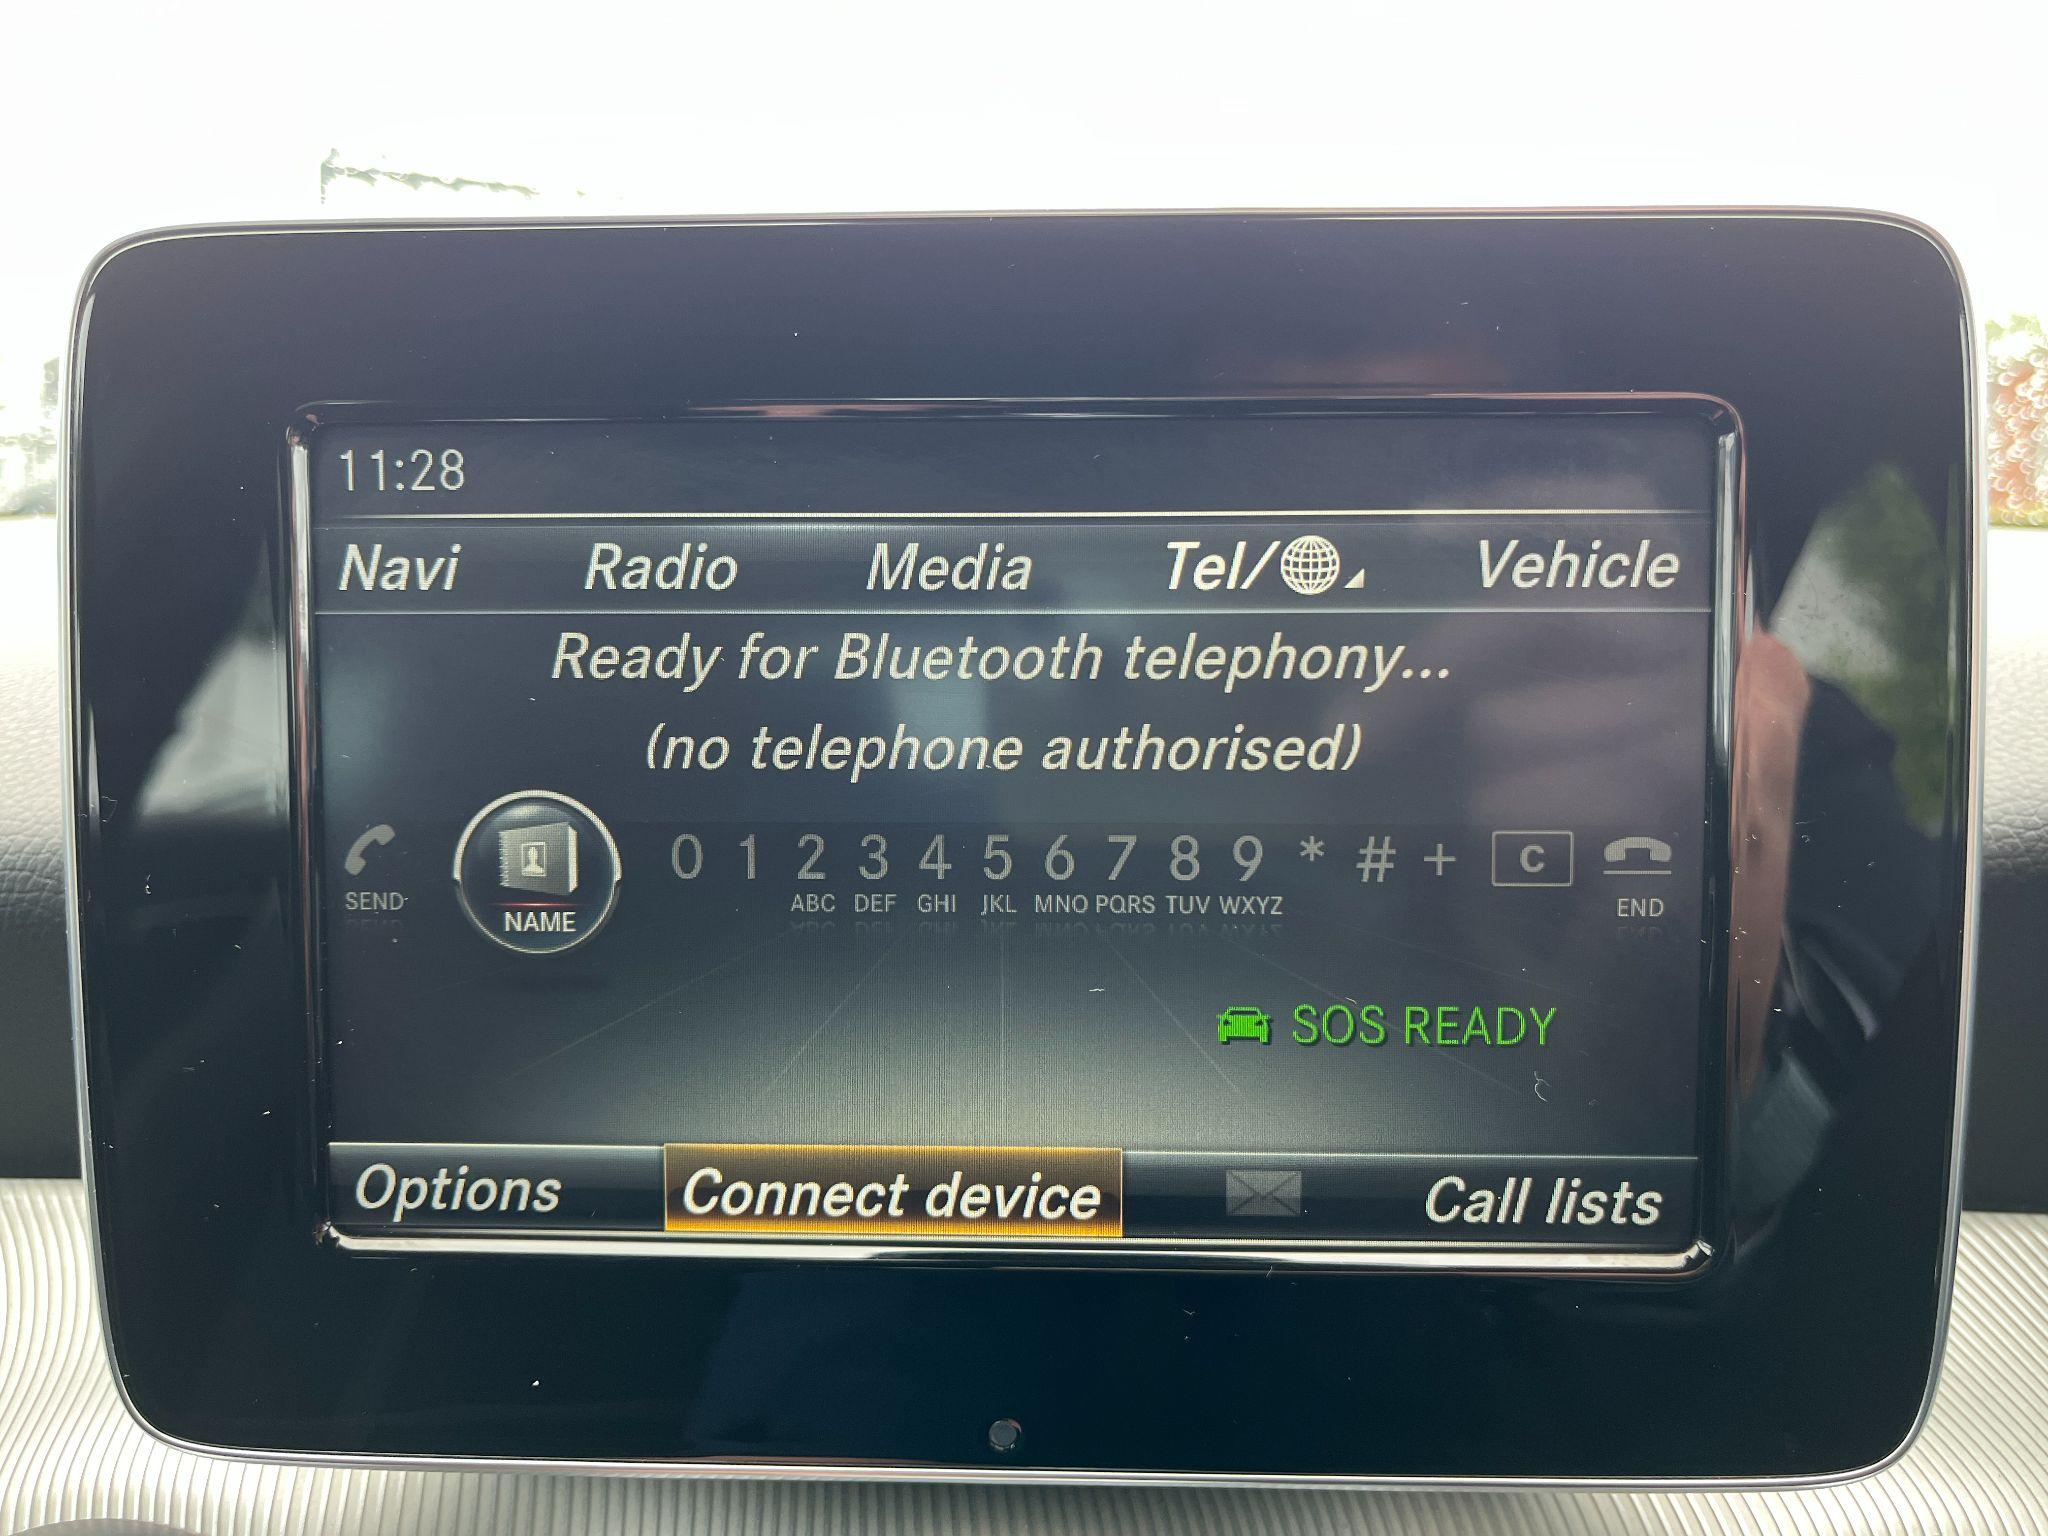 11:28
Navi Radio Media Tel/ Vehicle
Ready for Bluetooth telephony...
(no telephone authorised)
0 1 2 3 4 5 6 7 8 9 * # + C
SEND NAME ABC DEF GHI JKL MNO PQRS TUV WXYZ END
SOS READY
Options Connect device Call lists